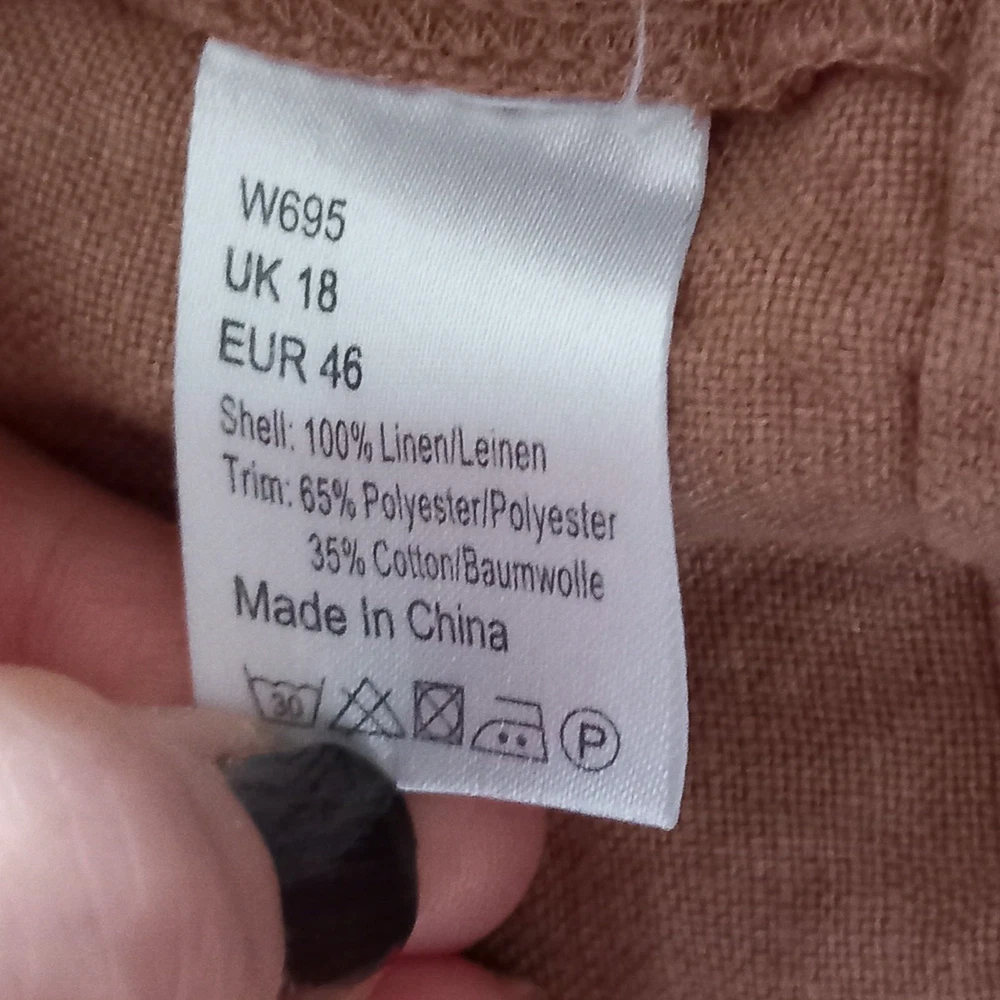 W695
UK 18
EUR 46
Shell: 100% Linen/Leinen
Trim: 65% Polyester/Polyester
35% Cotton/Baumwolle
Made In China
30 P